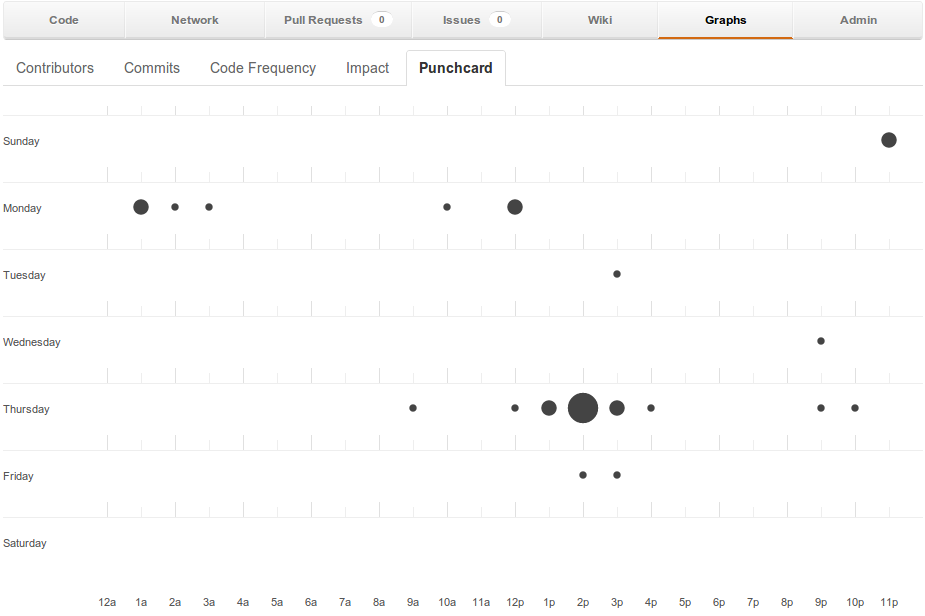 Code Network Pull Requests 0 Issues 0 Wiki Graphs Admin
Contributors Commits Code Frequency Impact Punchcard
Sunday
Monday
Tuesday
Wednesday
Thursday
Friday
Saturday
12a 1a 2a 3a 4a 5a 6a 7a 8a 9a 10a 11a 12p 1p 2p 3p 4p 5p 6p 7p 8p 9p 10p 11p